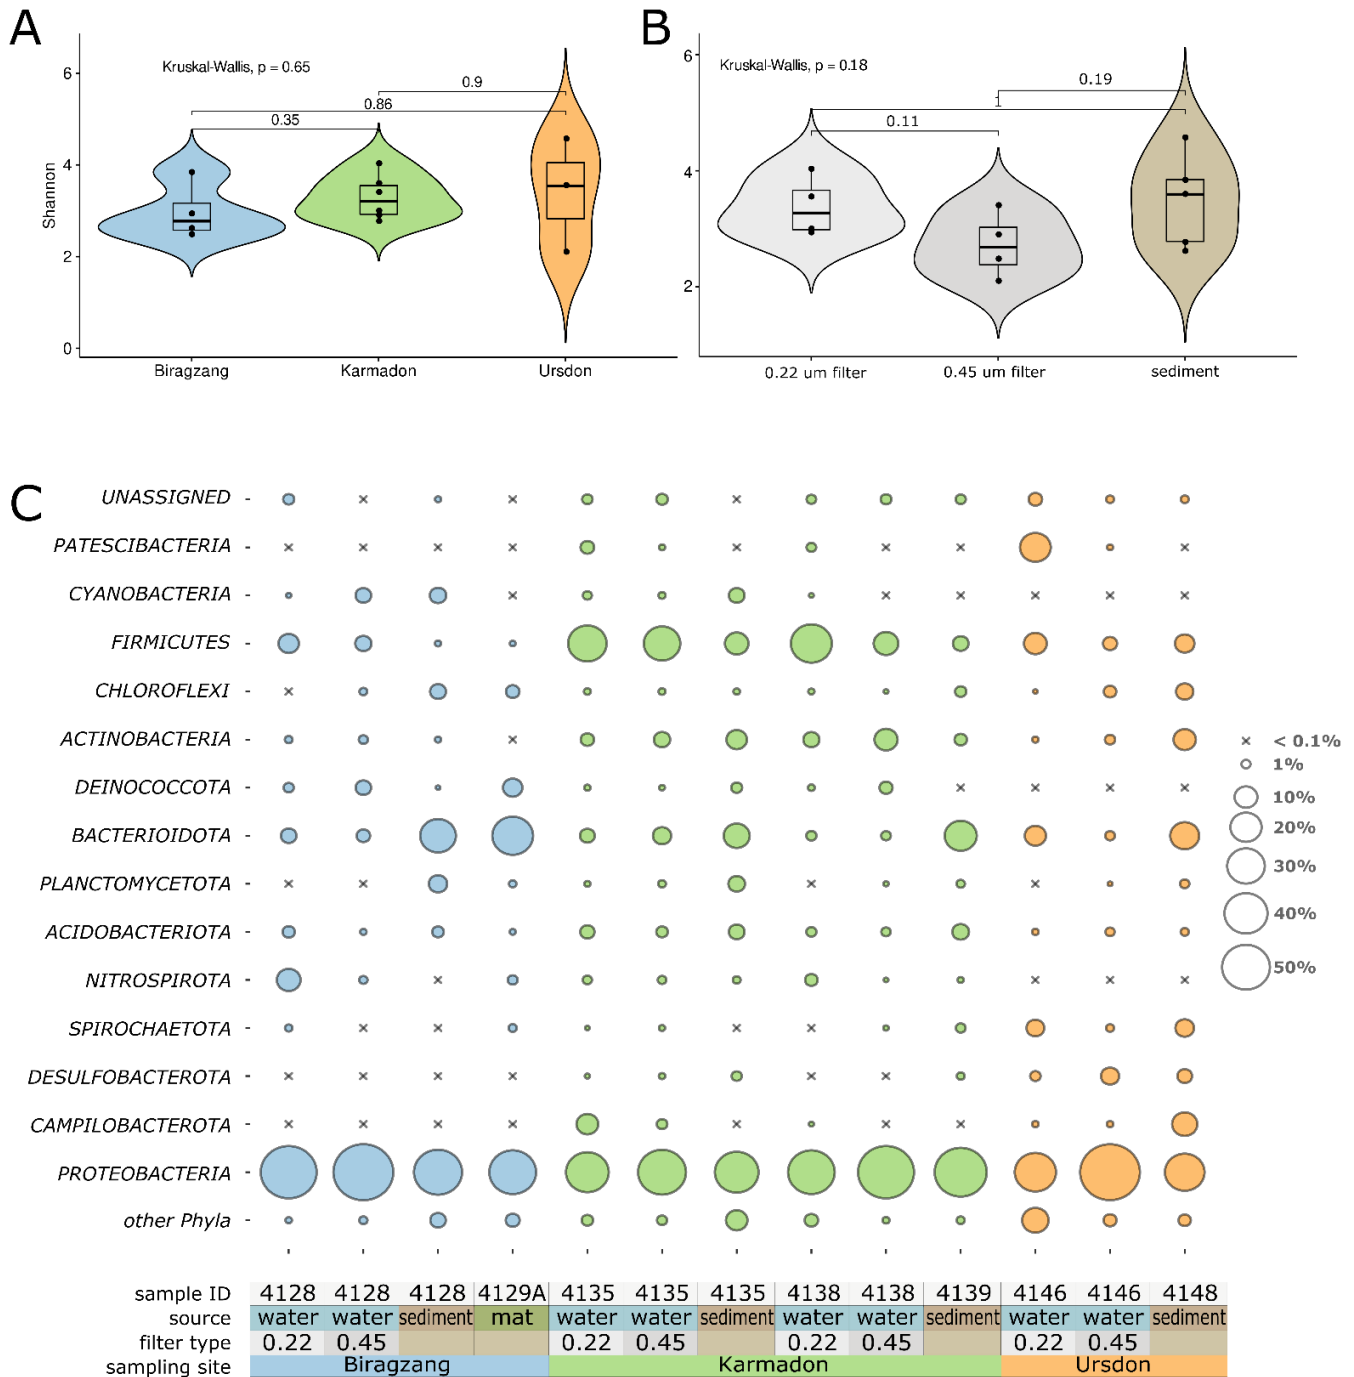 A
Kruskal-Wallis, p = 0.65
0.9
0.86
0.35
6
4
2
0
Shannon
Biragzang
Karmadon
Ursdon
B
Kruskal-Wallis, p = 0.18
0.19
1
0.11
6
4
2
0.22 um filter
0.45 um filter
sediment
C
UNASSIGNED
PATESCIBACTERIA
CYANOBACTERIA
FIRMICUTES
CHLOROFLEXI
ACTINOBACTERIA
DEINOCOCCOTA
BACTERIOIDOTA
PLANCTOMYCETOTA
ACIDOBACTERIOTA
NITROSPIROTA
SPIROCHAETOTA
DESULFOBACTEROTA
CAMPILOBACTEROTA
PROTEOBACTERIA
other Phyla
< 0.1%
1%
10%
20%
30%
40%
50%
sample ID 4128 4128 4128 4129A 4135 4135 4135 4138 4138 4139 4146 4146 4148
source water water sediment mat water water sediment water water sediment water water sediment
filter type 0.22 0.45 0.22 0.45 0.22 0.45 0.22 0.45
sampling site Biragzang Karmadon Ursdon